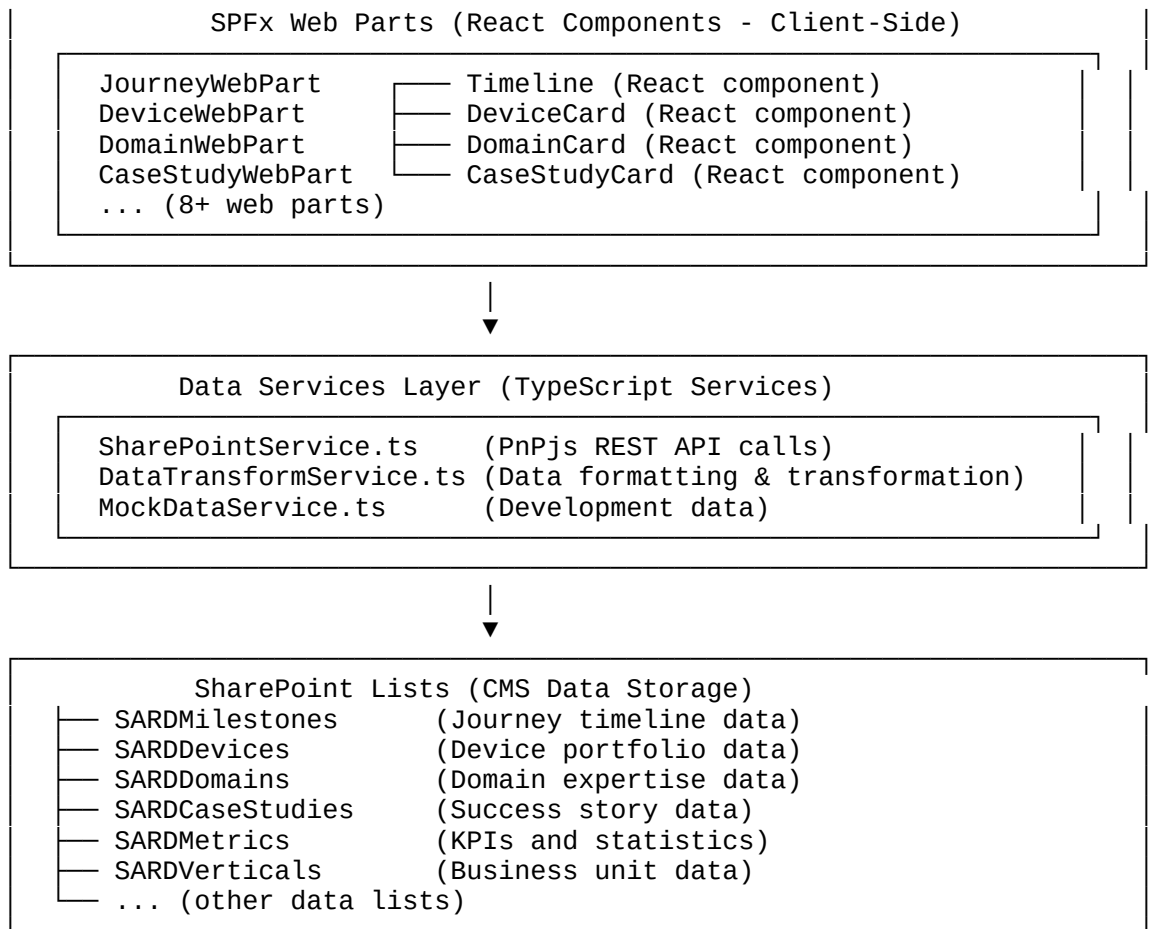 SPFx Web Parts (React Components - Client-Side)
JourneyWebPart ┌─── Timeline (React component)
DeviceWebPart ├─── DeviceCard (React component)
DomainWebPart ├─── DomainCard (React component)
CaseStudyWebPart └─── CaseStudyCard (React component)
... (8+ web parts)
Data Services Layer (TypeScript Services)
SharePointService.ts (PnPjs REST API calls)
DataTransformService.ts (Data formatting & transformation)
MockDataService.ts (Development data)
SharePoint Lists (CMS Data Storage)
├── SARDMilestones (Journey timeline data)
├── SARDDevices (Device portfolio data)
├── SARDDomains (Domain expertise data)
├── SARDCaseStudies (Success story data)
├── SARDMetrics (KPIs and statistics)
├── SARDVerticals (Business unit data)
└── ... (other data lists)